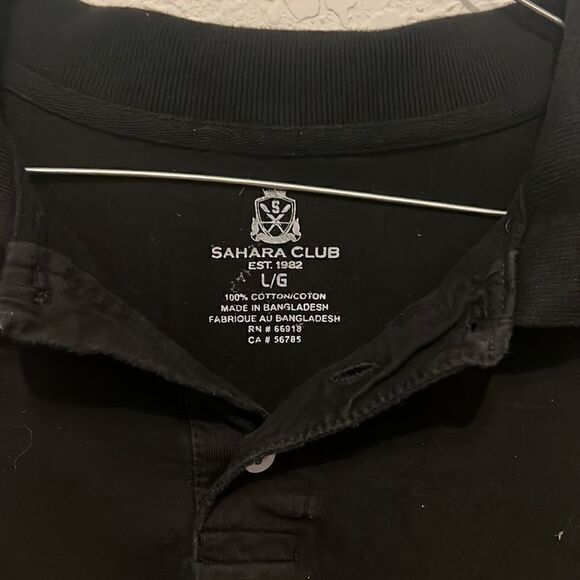 S
SAHARA CLUB
EST. 1982
L/G
100% COTTON/COTON
MADE IN BANGLADESH
FABRIQUE AU BANGLADESH
RN # 66918
CA # 56785